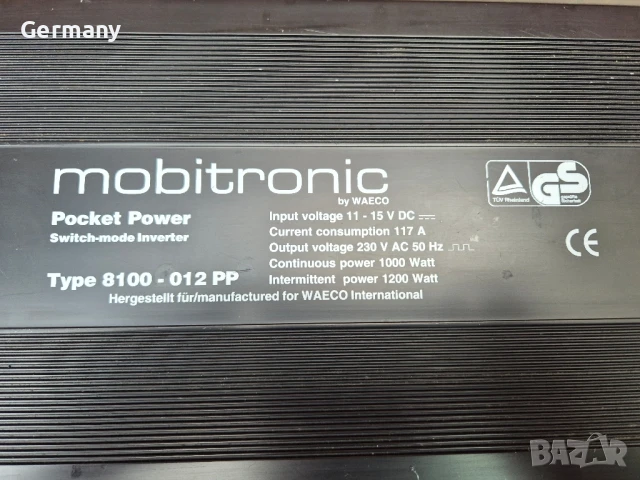 Germany
mobitronic
by WAECO
Pocket Power
Switch-mode Inverter
Type 8100 - 012 PP
Input voltage 11 - 15 V DC
Current consumption 117 A
Output voltage 230 V AC 50 Hz
Continuous power 1000 Watt
Intermittent power 1200 Watt
Hergestellt für/manufactured for WAECO International
TÜV Rheinland
GS
geprüfte
Sicherheit
CE
BAZAR